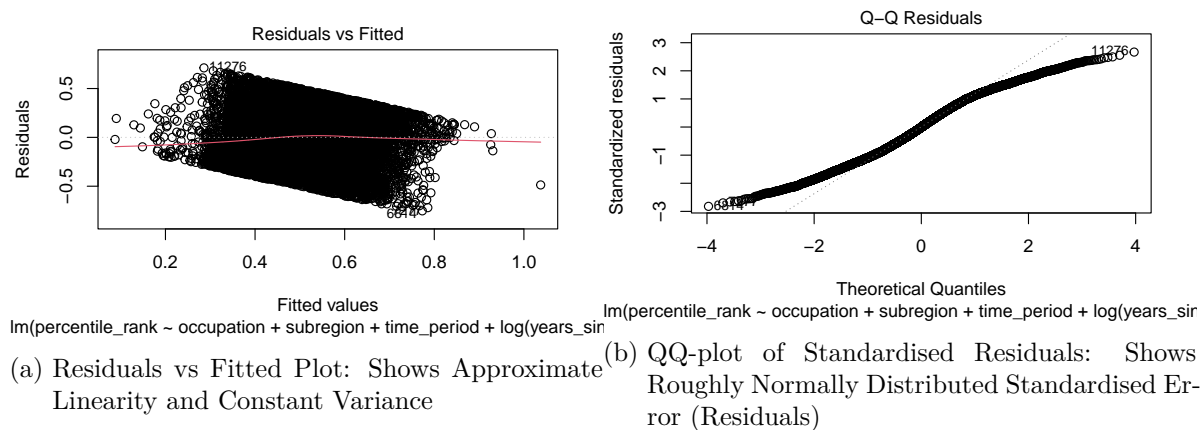 Residuals vs Fitted
Residuals
0.5
0.0
−0.5
11276
6814
0.2 0.4 0.6 0.8 1.0
Fitted values
lm(percentile_rank ~ occupation + subregion + time_period + log(years_sin
(a) Residuals vs Fitted Plot: Shows Approximate
Linearity and Constant Variance
Q−Q Residuals
Standardized residuals
3
2
1
−1
−3
11276
−4 −2 0 2 4
Theoretical Quantiles
lm(percentile_rank ~ occupation + subregion + time_period + log(years_sin
(b) QQ-plot of Standardised Residuals: Shows
Roughly Normally Distributed Standardised Er-
ror (Residuals)